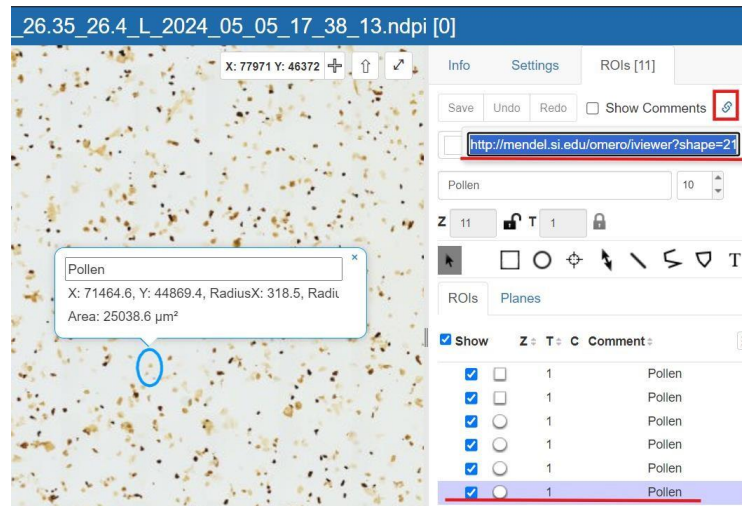 _26.35_26.4_L_2024_05_05_17_38_13.ndpi [0]
X: 77971 Y: 46372
Info Settings ROIs [11]
Save Undo Redo Show Comments
http://mendel.si.edu/omero/iviewer?shape=21
Pollen 10
Z 11 T 1
T
Pollen
X: 71464.6, Y: 44869.4, RadiusX: 318.5,
Area: 25038.6 µm²
ROIs Planes
Show Z T C Comment
1 Pollen
1 Pollen
1 Pollen
1 Pollen
1 Pollen
1 Pollen